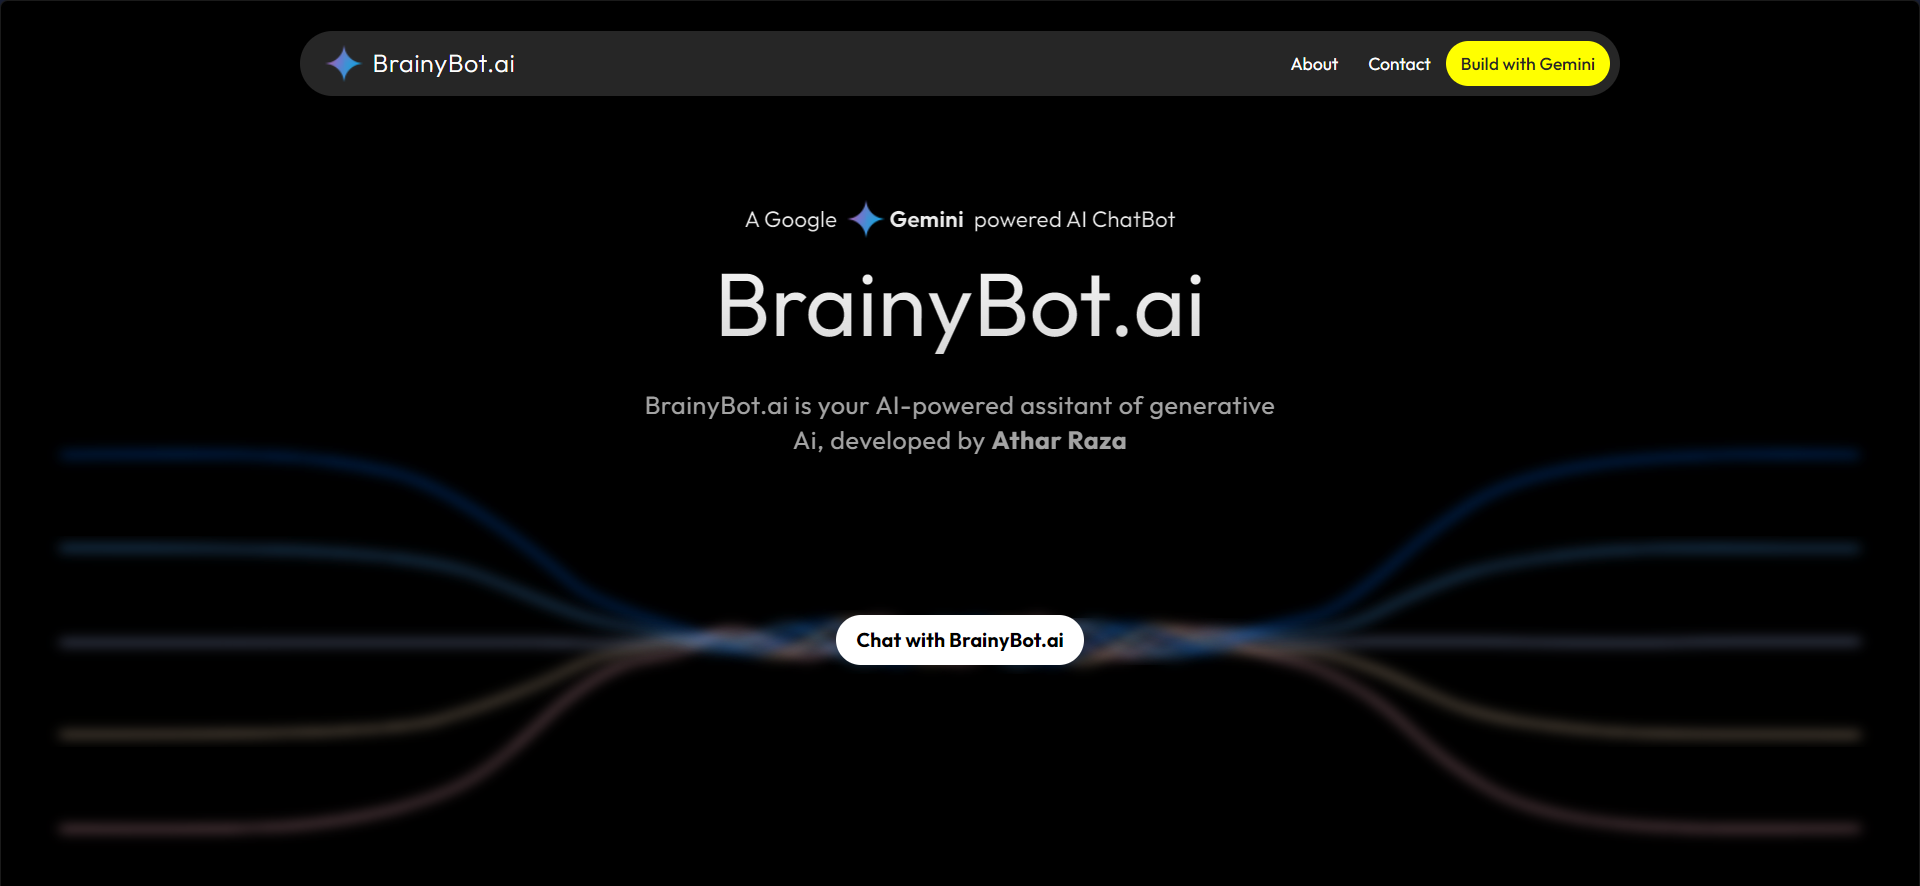 BrainyBot.ai
About
Contact
Build with Gemini
A Google Gemini powered AI ChatBot
BrainyBot.ai
BrainyBot.ai is your AI-powered assitant of generative
Ai, developed by Athar Raza
Chat with BrainyBot.ai